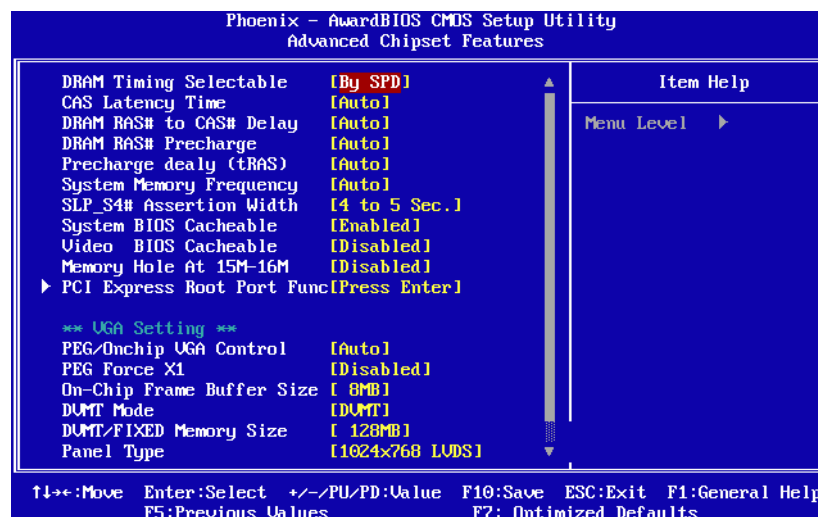 Phoenix - AwardBIOS CMOS Setup Utility
Advanced Chipset Features
DRAM Timing Selectable [By SPD]
CAS Latency Time [Auto]
DRAM RAS# to CAS# Delay [Auto]
DRAM RAS# Precharge [Auto]
Precharge dealy (tRAS) [Auto]
System Memory Frequency [Auto]
SLP_S4# Assertion Width [4 to 5 Sec.]
System BIOS Cacheable [Enabled]
Video BIOS Cacheable [Disabled]
Memory Hole At 15M-16M [Disabled]
PCI Express Root Port Func[Press Enter]
** VGA Setting **
PEG/Onchip VGA Control [Auto]
PEG Force X1 [Disabled]
On-Chip Frame Buffer Size [ 8MB]
DVMT Mode [DVMT]
DVMT/FIXED Memory Size [ 128MB]
Panel Type [1024x768 LVDS]
Item Help
Menu Level
↑↓→←:Move Enter:Select +/-/PU/PD:Value F10:Save ESC:Exit F1:General Help
F5:Previous Values F7: Optimized Defaults